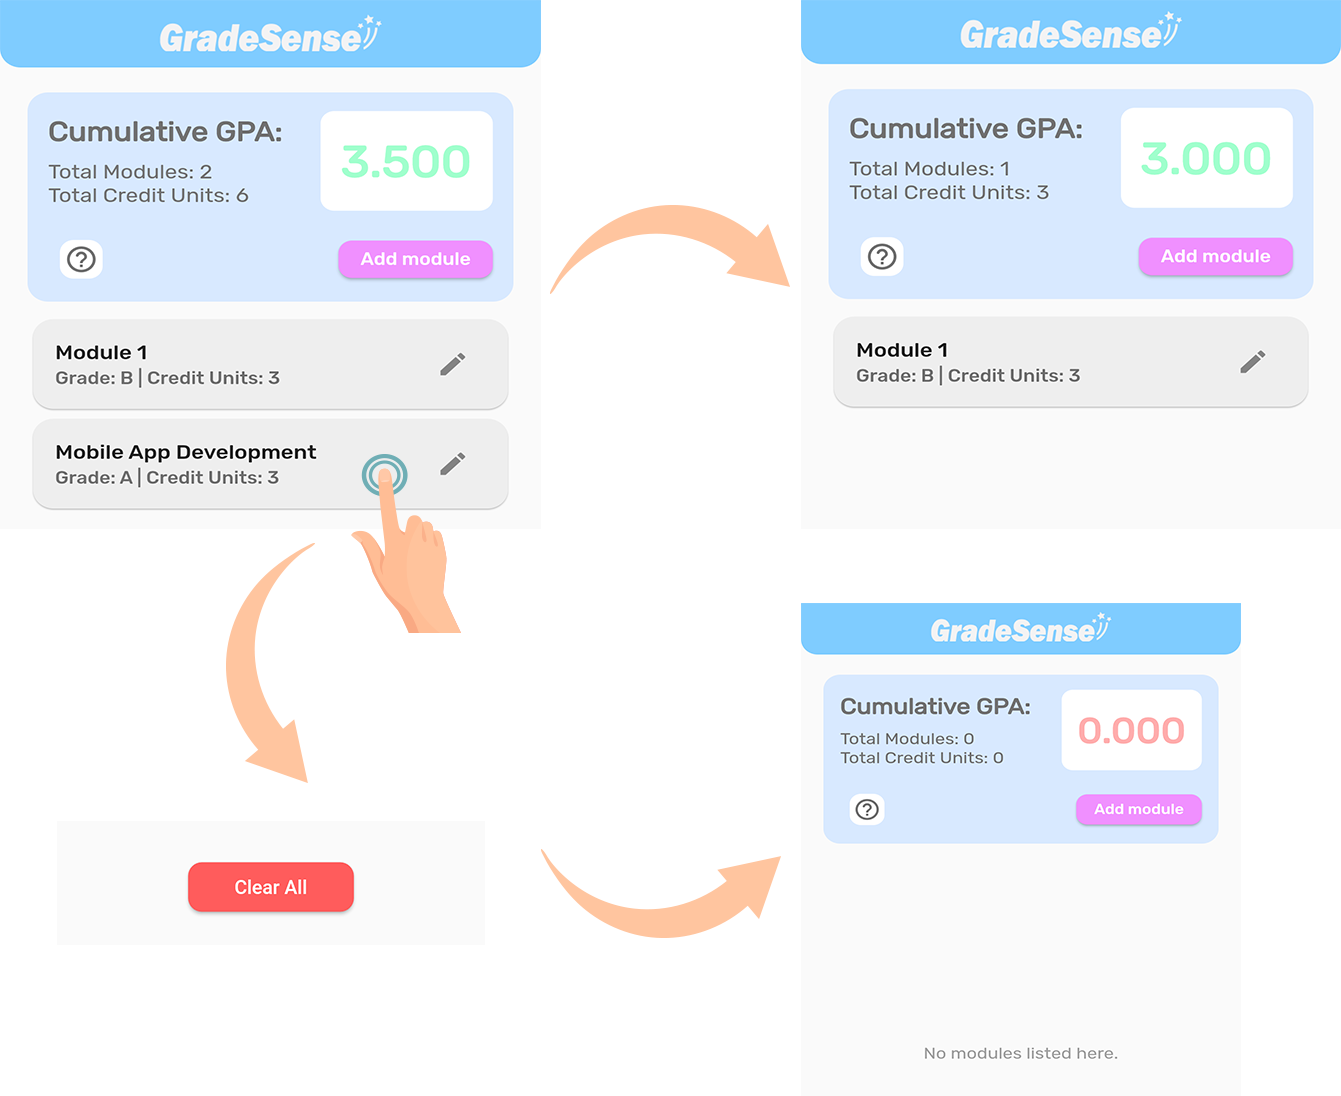 GradeSense
Cumulative GPA:
3.500
Total Modules: 2
Total Credit Units: 6
?
Add module
Module 1
Grade: B | Credit Units: 3
Mobile App Development
Grade: A | Credit Units: 3
GradeSense
Cumulative GPA:
3.000
Total Modules: 1
Total Credit Units: 3
?
Add module
Module 1
Grade: B | Credit Units: 3
Clear All
GradeSense
Cumulative GPA:
0.000
Total Modules: 0
Total Credit Units: 0
?
Add module
No modules listed here.